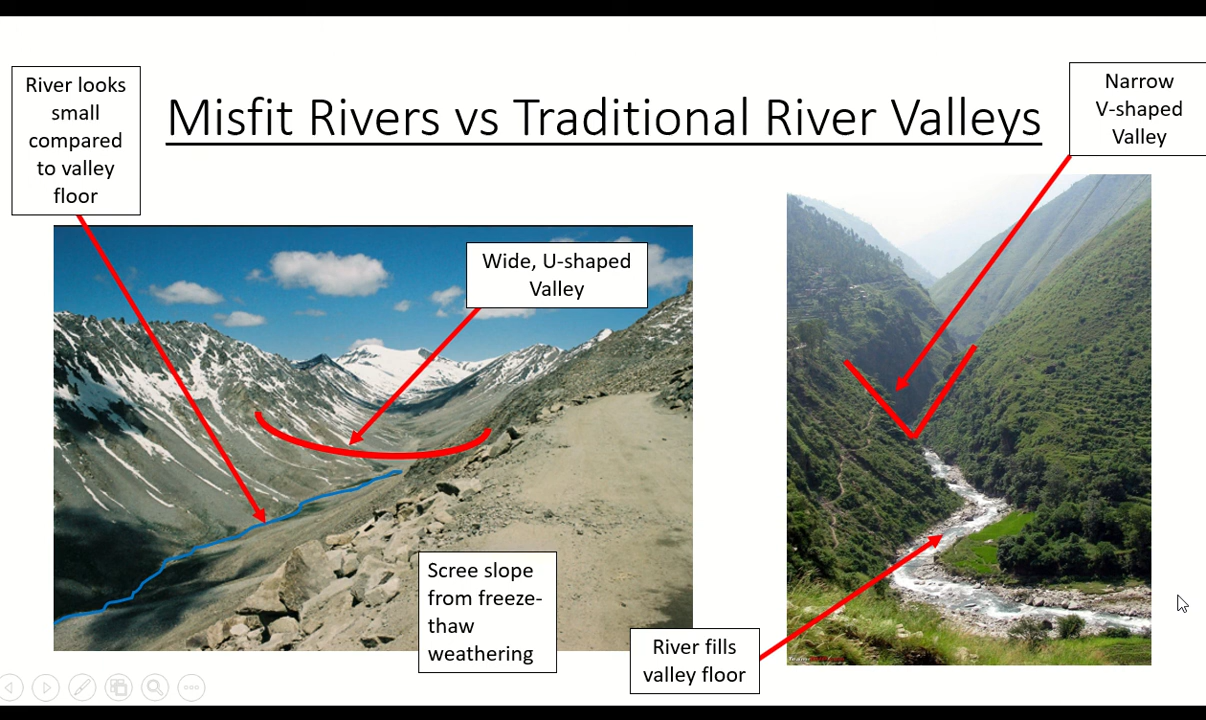 Misfit Rivers vs Traditional River Valleys
River looks
small
compared
to valley
floor
Wide, U-shaped
Valley
Scree slope
from freeze-
thaw
weathering
Narrow
V-shaped
Valley
River fills
valley floor